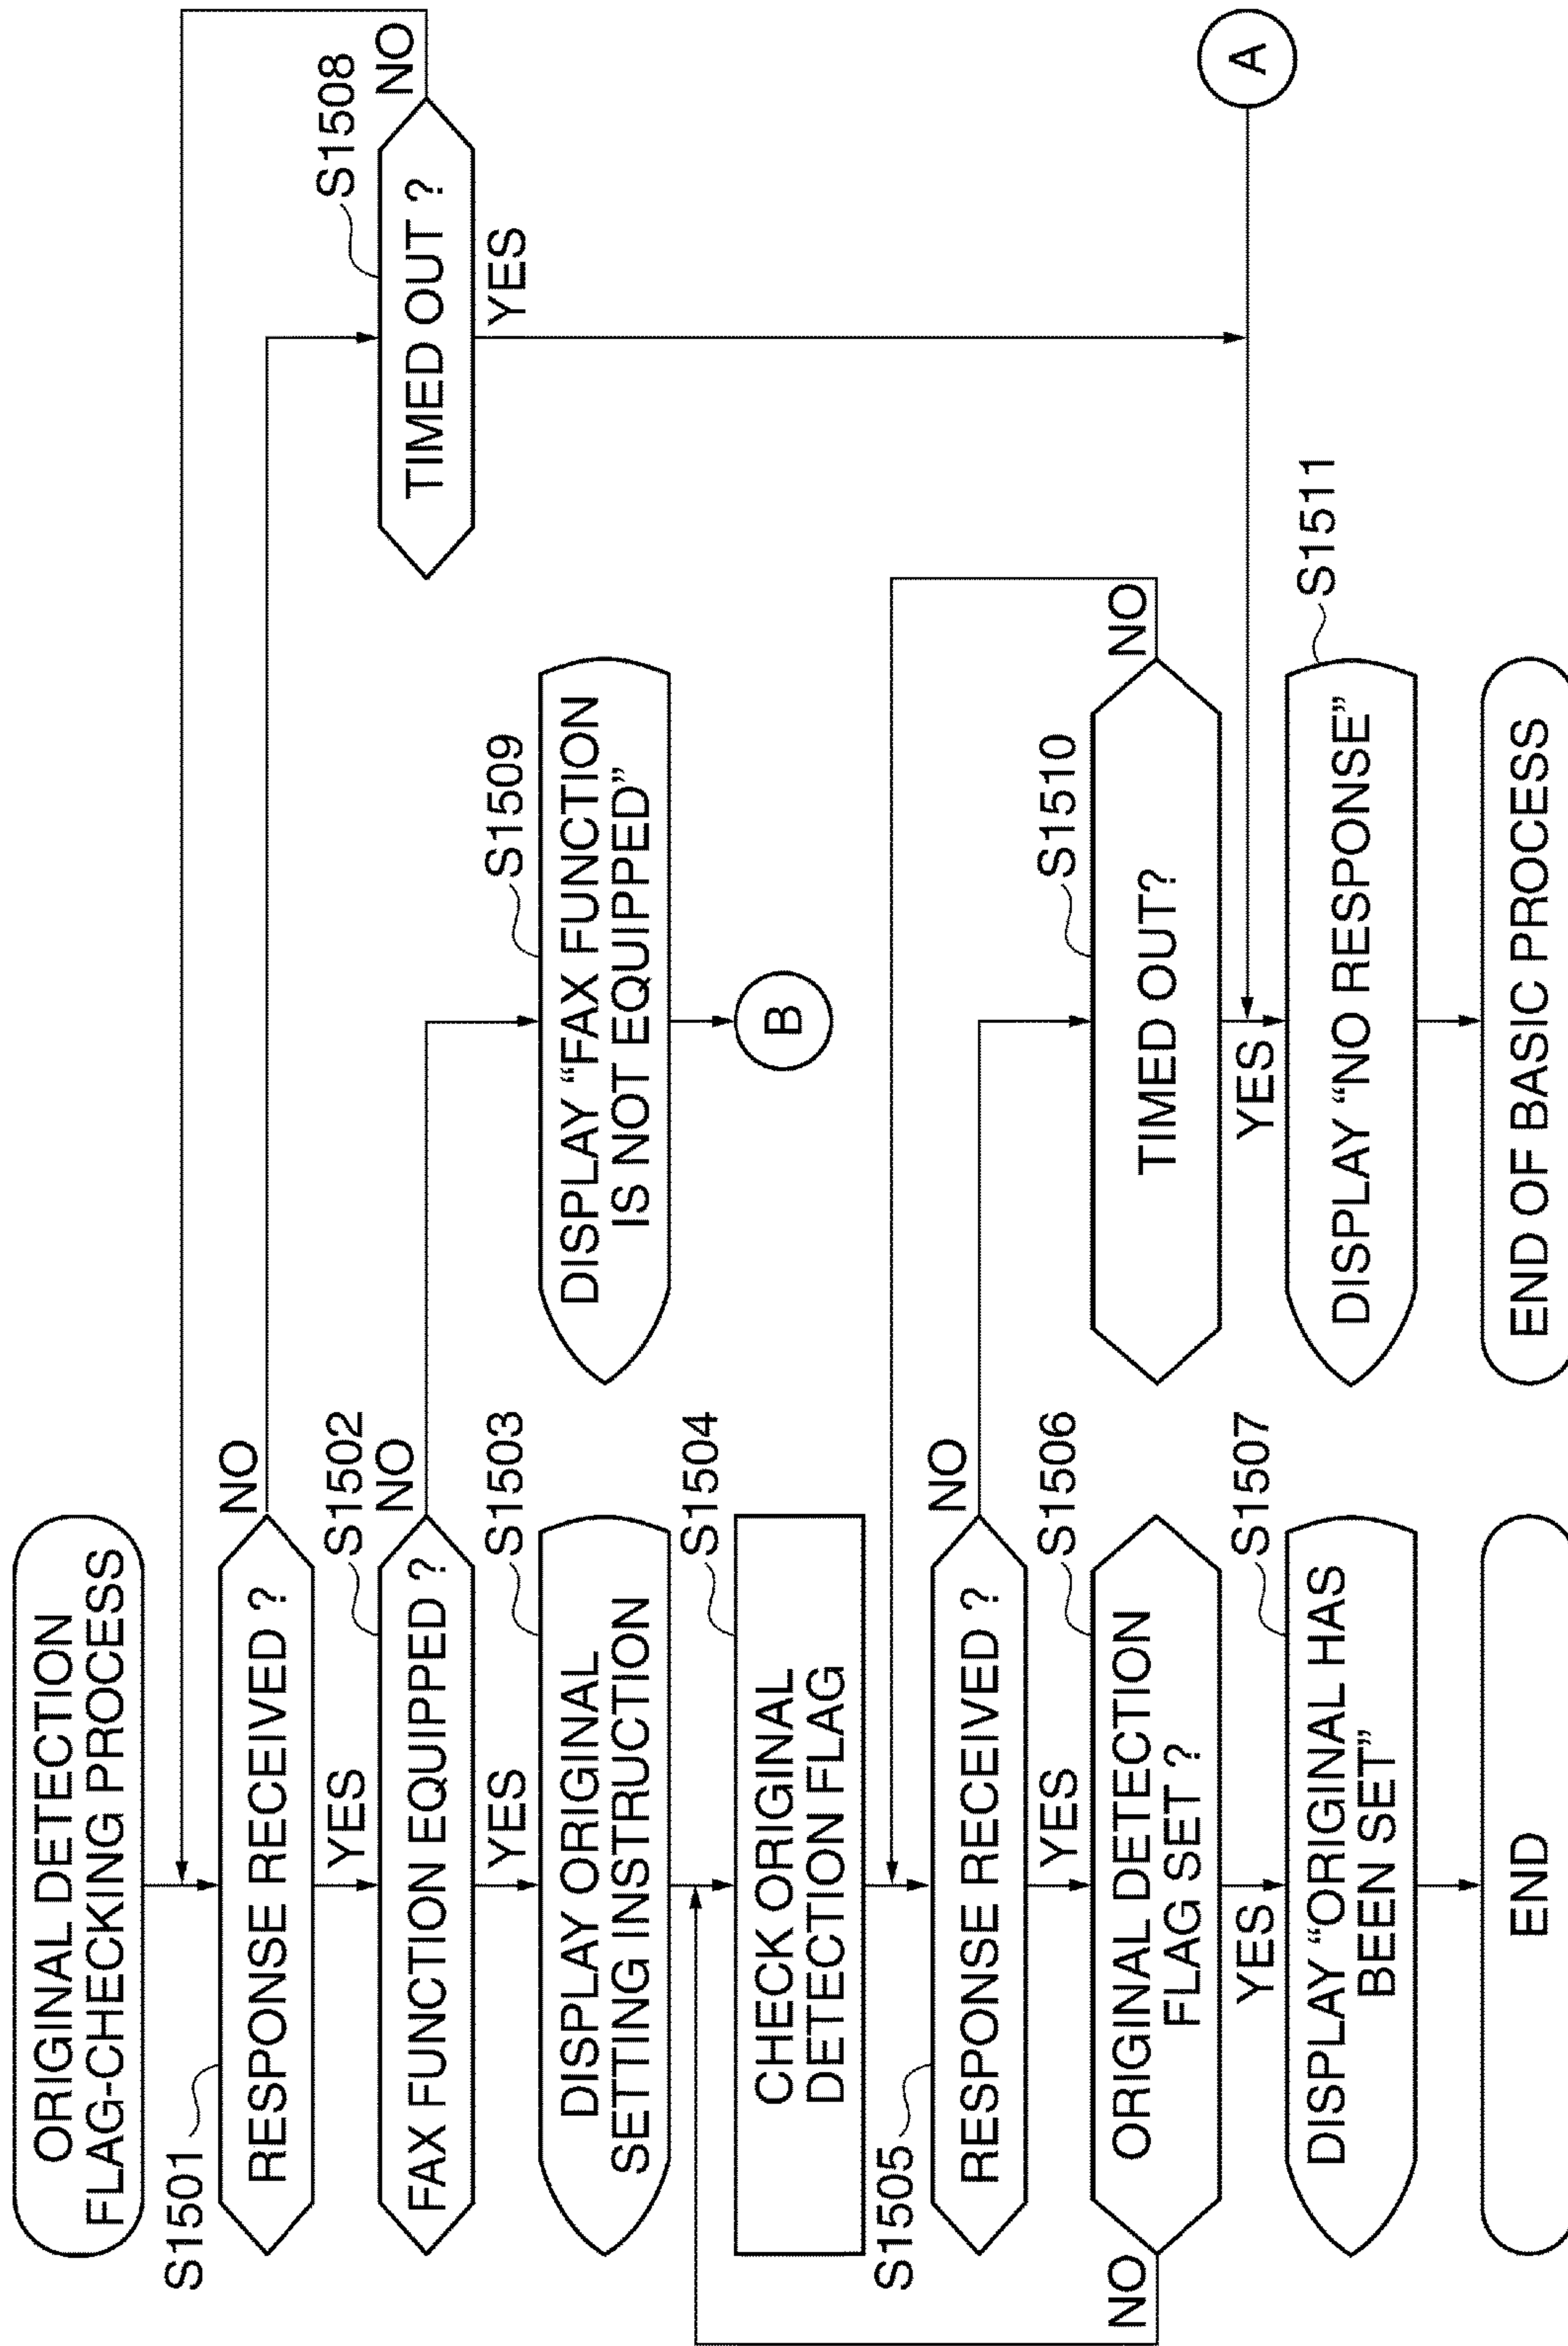 ORIGINAL DETECTION
FLAG-CHECKING PROCESS
S1501
RESPONSE RECEIVED ?
NO
YES
S1502
FAX FUNCTION EQUIPPED ?
NO
YES
S1503
DISPLAY ORIGINAL
SETTING INSTRUCTION
S1504
CHECK ORIGINAL
DETECTION FLAG
S1505
RESPONSE RECEIVED ?
NO
YES
S1506
ORIGINAL DETECTION
FLAG SET ?
NO
YES
S1507
DISPLAY “ORIGINAL HAS
BEEN SET”
END
S1508
TIMED OUT ?
NO
YES
S1509
DISPLAY “FAX FUNCTION
IS NOT EQUIPPED”
B
S1510
TIMED OUT?
NO
YES
A
S1511
DISPLAY “NO RESPONSE”
END OF BASIC PROCESS